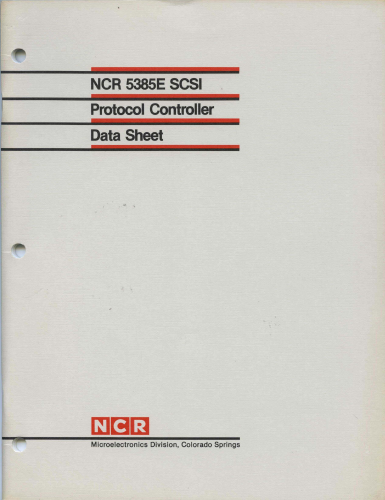 NCR 5385E SCSI
Protocol Controller
Data Sheet
NCR
Microelectronics Division, Colorado Springs